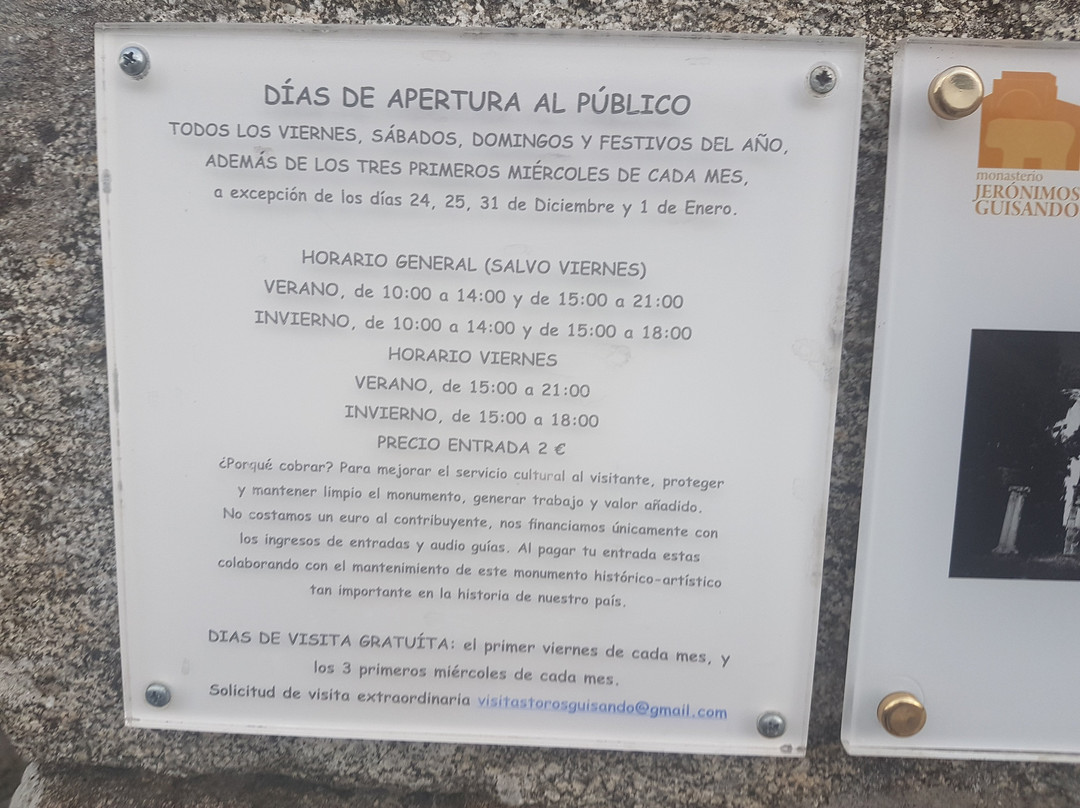 DÍAS DE APERTURA AL PÚBLICO
TODOS LOS VIERNES, SÁBADOS, DOMINGOS Y FESTIVOS DEL AÑO,
ADEMÁS DE LOS TRES PRIMEROS MIÉRCOLES DE CADA MES,
a excepción de los días 24, 25, 31 de Diciembre y 1 de Enero.
HORARIO GENERAL (SALVO VIERNES)
VERANO, de 10:00 a 14:00 y de 15:00 a 21:00
INVIERNO, de 10:00 a 14:00 y de 15:00 a 18:00
HORARIO VIERNES
VERANO, de 15:00 a 21:00
INVIERNO, de 15:00 a 18:00
PRECIO ENTRADA 2 €
¿Porqué cobrar? Para mejorar el servicio cultural al visitante, proteger
y mantener limpio el monumento, generar trabajo y valor añadido.
No costamos un euro al contribuyente, nos financiamos únicamente con
los ingresos de entradas y audio guías. Al pagar tu entrada estas
colaborando con el mantenimiento de este monumento histórico-artístico
tan importante en la historia de nuestro país.
DIAS DE VISITA GRATUÍTA: el primer viernes de cada mes, y
los 3 primeros miércoles de cada mes.
Solicitud de visita extraordinaria visitastorosguisando@gmail.com
monasterio
JERÓNIMOS
GUISANDO